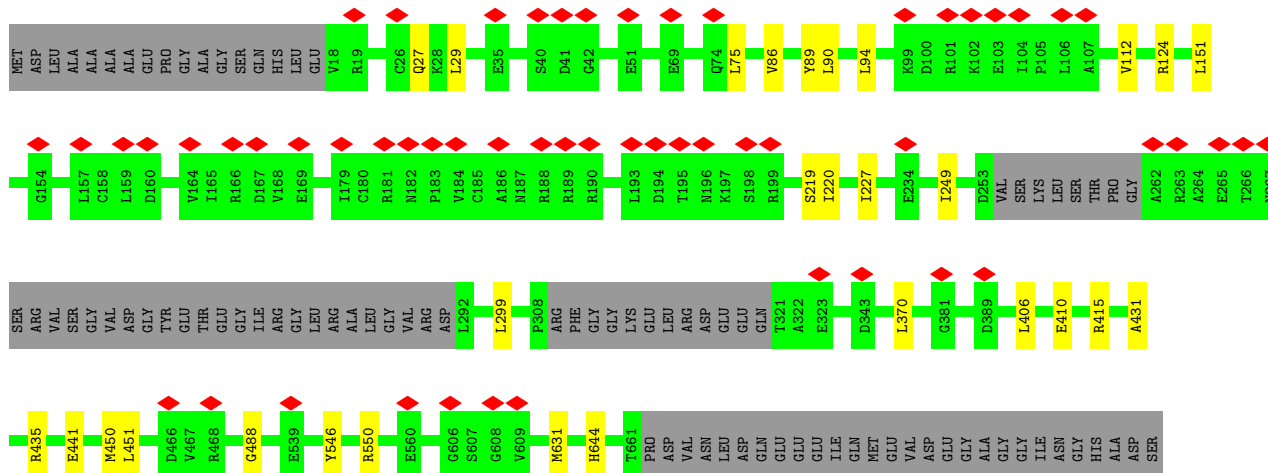 MET ASP LEU ALA ALA ALA ALA GLU PRO GLY ALA GLY SER GLN HIS LEU GLU V18 R19 C26 Q27 K28 L29 E35 S40 D41 G42 E51 E69 Q74 L75 V86 Y89 L90 L94 K99 D100 R101 K102 E103 I104 P105 L106 A107 V112 R124 L151
G154 L157 C158 L159 D160 V164 I165 R166 D167 V168 E169 I179 C180 R181 N182 P183 V184 C185 A186 N187 R188 R189 R190 L193 D194 T195 N196 K197 S198 R199 S219 I220 I227 E234 I249 D253 VAL SER LYS LEU SER THR PRO GLY A262 R263 A264 E265 T266
SER ARG VAL SER GLY VAL ASP GLY TYR GLU THR GLU GLY ILE ARG GLY LEU ARG ALA LEU GLY VAL ARG ASP L292 L299 P308 ARG PHE GLY GLY LYS GLU LEU ARG ASP GLU GLU GLN T321 A322 E323 D343 L370 G381 D389 L406 E410 R415 A431
R435 E441 M450 L451 D466 V467 R468 G488 E539 Y546 R550 E560 G606 S607 G608 V609 M631 H644 T661 PRO ASP VAL ASN LEU ASP GLN GLU GLU GLU ILE GLN MET GLU VAL ASP GLU GLY ALA GLY GLY ILE ASN GLY HIS ALA ASP SER